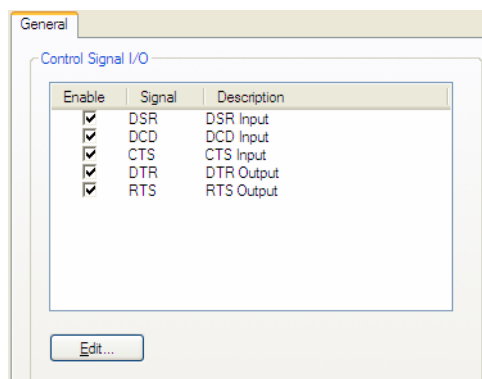 General
Control Signal I/O
Enable Signal Description
DSR DSR Input
DCD DCD Input
CTS CTS Input
DTR DTR Output
RTS RTS Output
Edit...